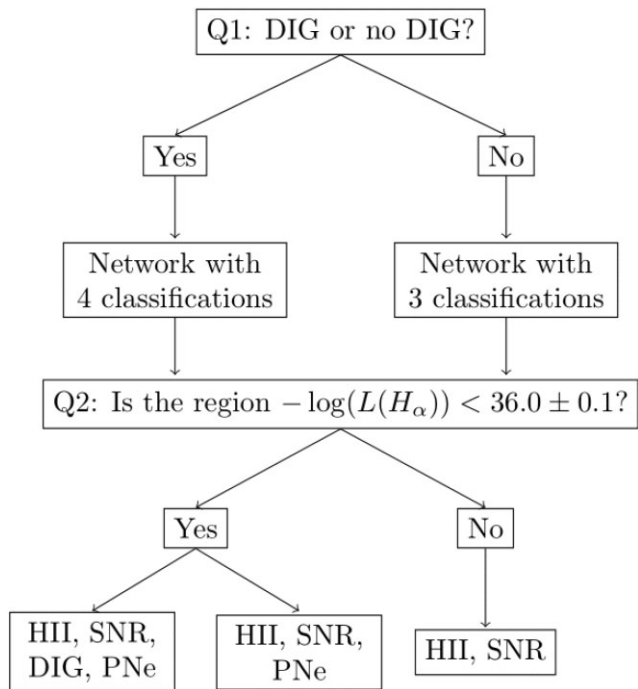 Q1: DIG or no DIG?
Yes
No
Network with
4 classifications
Network with
3 classifications
Q2: Is the region − log(L(Hα)) < 36.0 ± 0.1?
Yes
No
HII, SNR,
DIG, PNe
HII, SNR,
PNe
HII, SNR